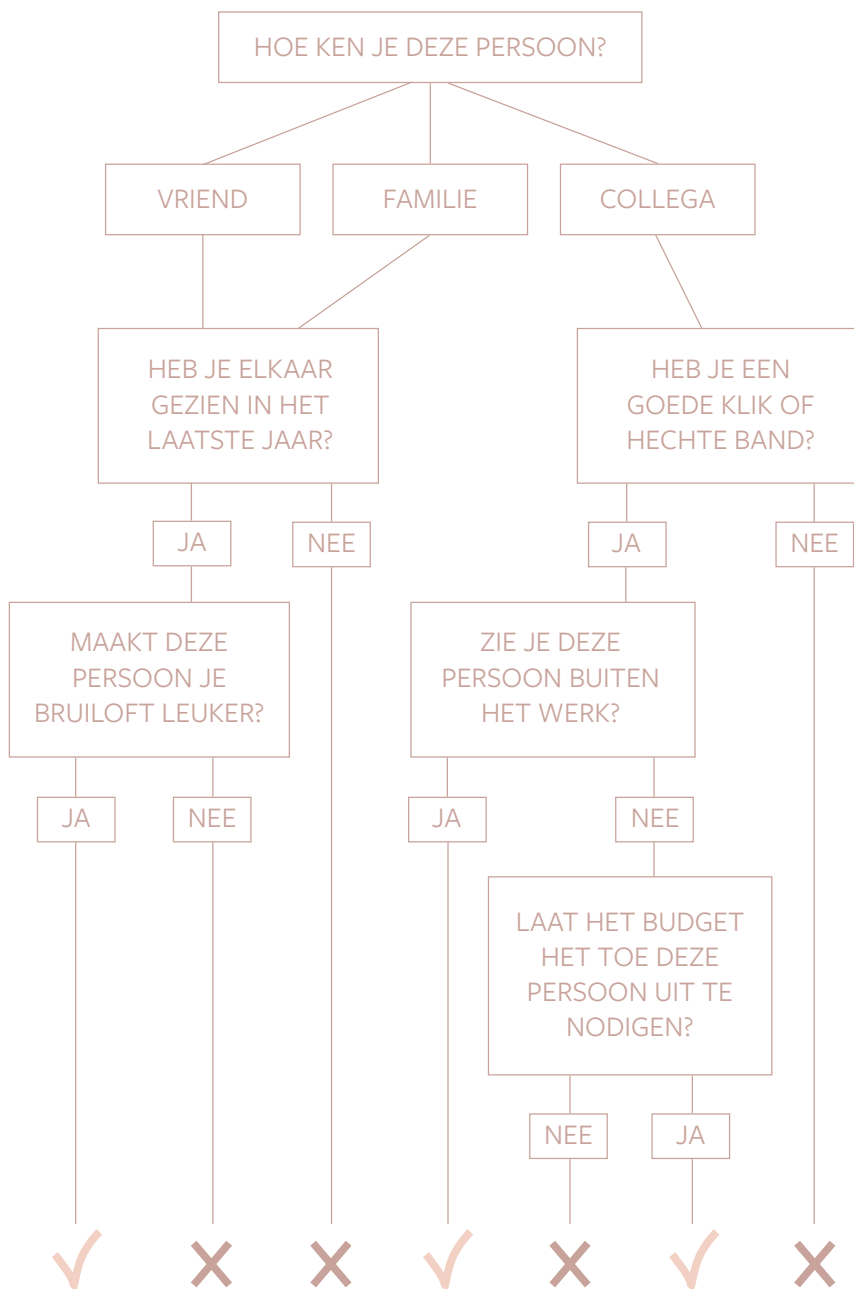 HOE KEN JE DEZE PERSOON?
VRIEND
FAMILIE
COLLEGA
HEB JE ELKAAR
GEZIEN IN HET
LAATSTE JAAR?
HEB JE EEN
GOEDE KLIK OF
HECHTE BAND?
JA
NEE
JA
NEE
MAAKT DEZE
PERSOON JE
BRUILOFT LEUKER?
ZIE JE DEZE
PERSOON BUITEN
HET WERK?
JA
NEE
JA
NEE
LAAT HET BUDGET
HET TOE DEZE
PERSOON UIT TE
NODIGEN?
NEE
JA